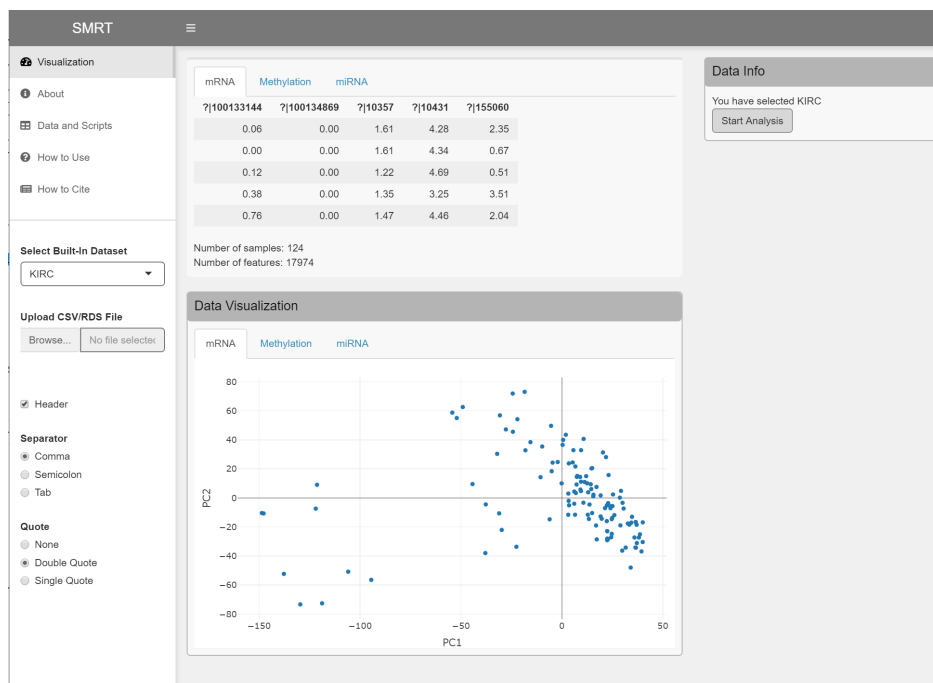 SMRT
Visualization
About
Data and Scripts
How to Use
How to Cite
Select Built-In Dataset
KIRC
Upload CSV/RDS File
Browse... No file selected
Header
Separator
Comma
Semicolon
Tab
Quote
None
Double Quote
Single Quote
mRNA Methylation miRNA
?|100133144 ?|100134869 ?|10357 ?|10431 ?|155060
0.06 0.00 1.61 4.28 2.35
0.00 0.00 1.61 4.34 0.67
0.12 0.00 1.22 4.69 0.51
0.38 0.00 1.35 3.25 3.51
0.76 0.00 1.47 4.46 2.04
Number of samples: 124
Number of features: 17974
Data Visualization
mRNA Methylation miRNA
80
60
40
20
0
−20
−40
−60
−80
PC2
−150 −100 −50 0 50
PC1
Data Info
You have selected KIRC
Start Analysis